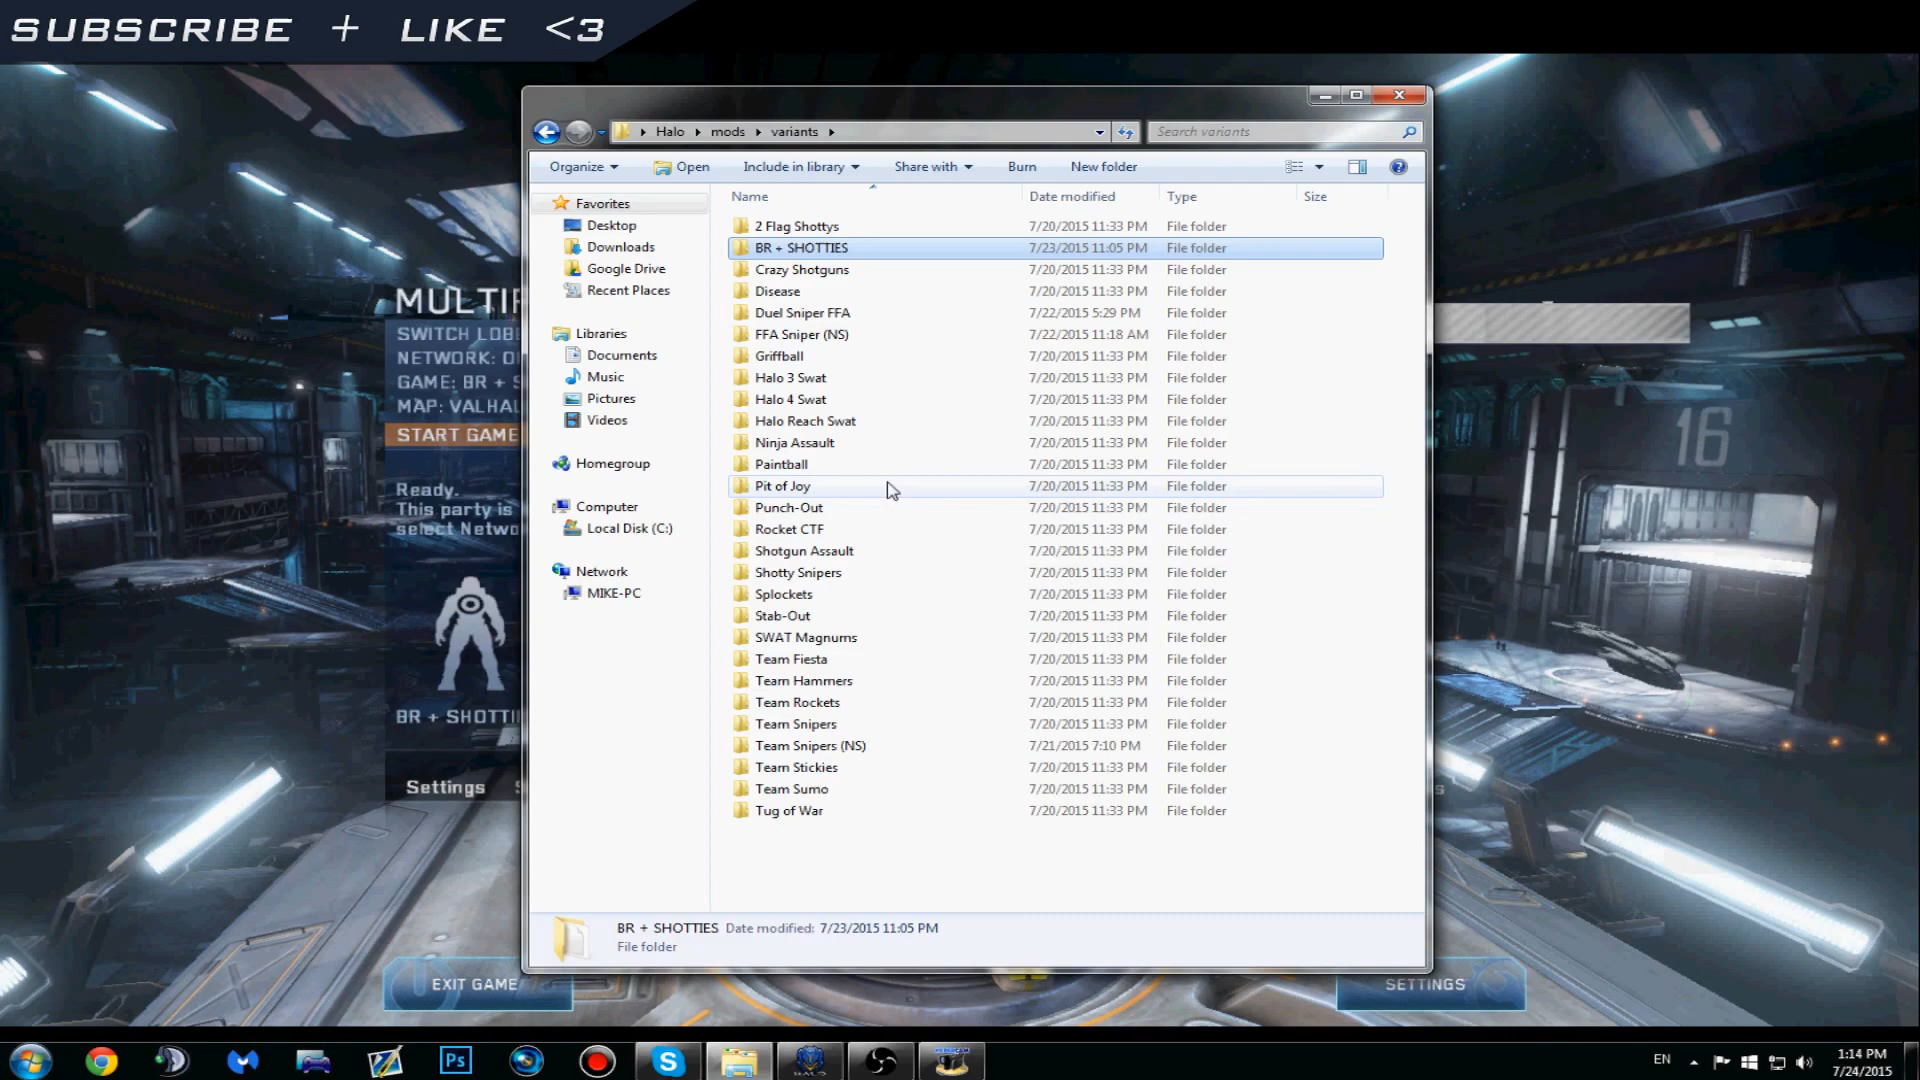 SUBSCRIBE + LIKE <3
Halo mods variants
Search variants
Organize Open Include in library Share with Burn New folder
Name Date modified Type Size
Favorites
Desktop
Downloads
Google Drive
Recent Places
Libraries
Documents
Music
Pictures
Videos
Homegroup
Computer
Local Disk (C:)
Network
MIKE-PC
2 Flag Shottys 7/20/2015 11:33 PM File folder
BR + SHOTTIES 7/23/2015 11:05 PM File folder
Crazy Shotguns 7/20/2015 11:33 PM File folder
Disease 7/20/2015 11:33 PM File folder
Duel Sniper FFA 7/22/2015 5:29 PM File folder
FFA Sniper (NS) 7/22/2015 11:18 AM File folder
Griffball 7/20/2015 11:33 PM File folder
Halo 3 Swat 7/20/2015 11:33 PM File folder
Halo 4 Swat 7/20/2015 11:33 PM File folder
Halo Reach Swat 7/20/2015 11:33 PM File folder
Ninja Assault 7/20/2015 11:33 PM File folder
Paintball 7/20/2015 11:33 PM File folder
Pit of Joy 7/20/2015 11:33 PM File folder
Punch-Out 7/20/2015 11:33 PM File folder
Rocket CTF 7/20/2015 11:33 PM File folder
Shotgun Assault 7/20/2015 11:33 PM File folder
Shotty Snipers 7/20/2015 11:33 PM File folder
Splockets 7/20/2015 11:33 PM File folder
Stab-Out 7/20/2015 11:33 PM File folder
SWAT Magnums 7/20/2015 11:33 PM File folder
Team Fiesta 7/20/2015 11:33 PM File folder
Team Hammers 7/20/2015 11:33 PM File folder
Team Rockets 7/20/2015 11:33 PM File folder
Team Snipers 7/20/2015 11:33 PM File folder
Team Snipers (NS) 7/21/2015 7:10 PM File folder
Team Stickies 7/20/2015 11:33 PM File folder
Team Sumo 7/20/2015 11:33 PM File folder
Tug of War 7/20/2015 11:33 PM File folder
BR + SHOTTIES Date modified: 7/23/2015 11:05 PM
File folder
MULTI
SWITCH LOB
NETWORK: O
GAME: BR + S
MAP: VALHAL
START GAME
Ready.
This party is
select Netwo
BR + SHOTTI
Settings
5
16
EXIT GAME
SETTINGS
Ps
EN
1:14 PM
7/24/2015